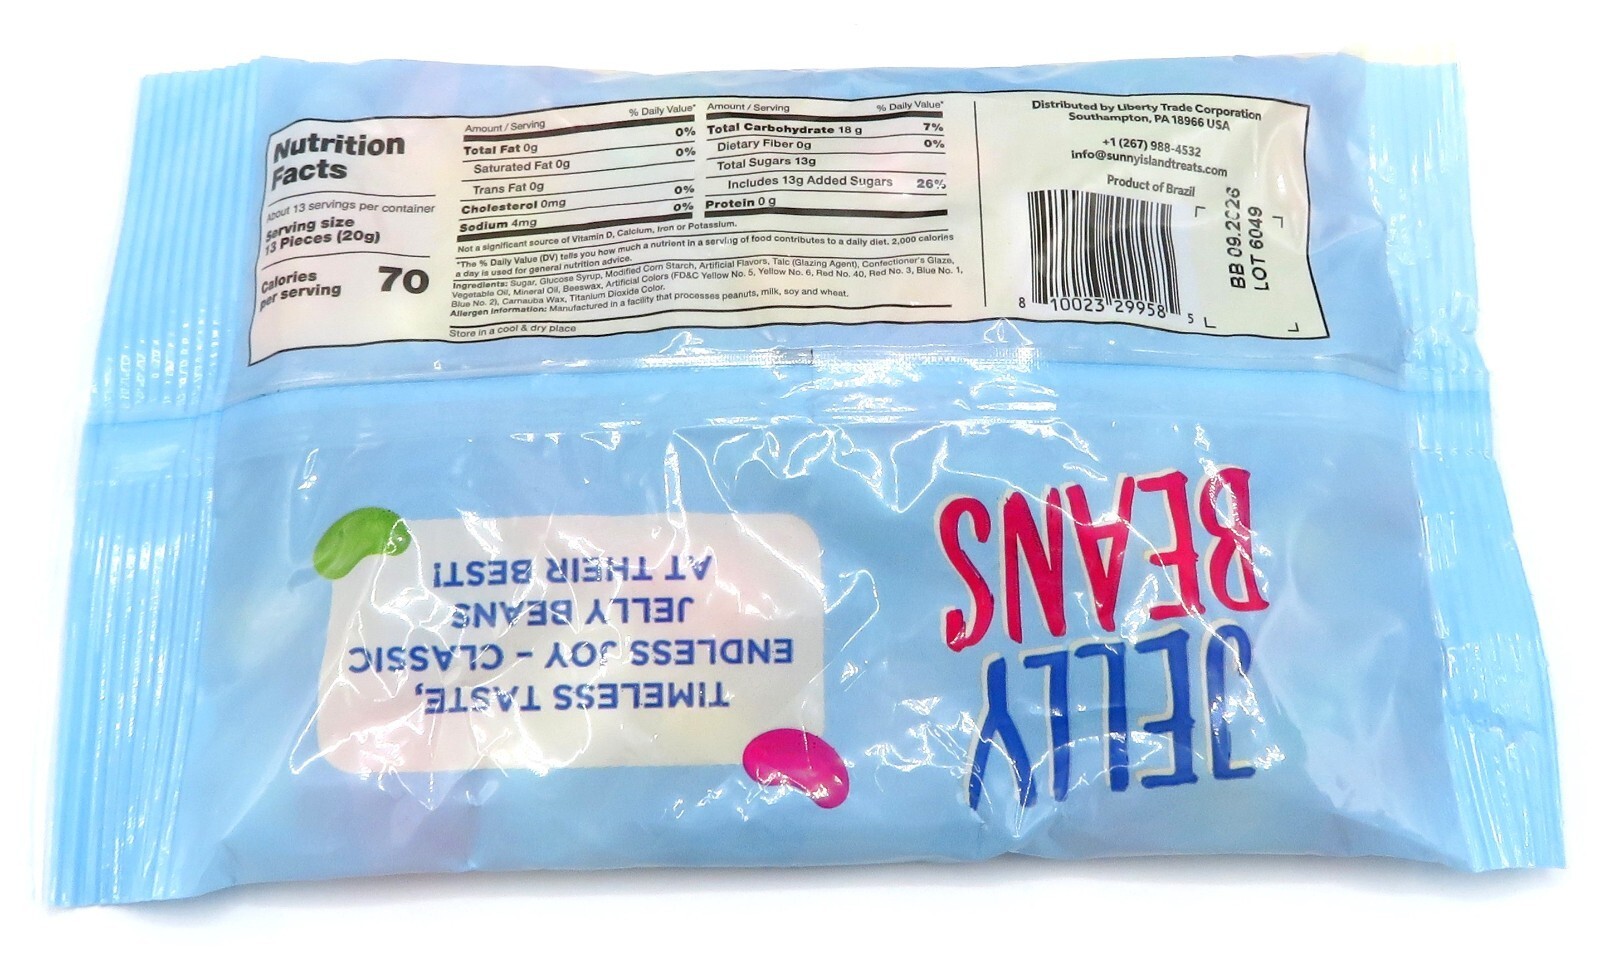 Nutrition
Facts
About 13 servings per container
Serving size
13 Pieces (20g)
Calories
per serving 70
Amount / Serving % Daily Value*
Total Fat 0g 0%
Saturated Fat 0g 0%
Trans Fat 0g
Cholesterol 0mg 0%
Sodium 4mg 0%
Amount / Serving % Daily Value*
Total Carbohydrate 18 g 7%
Dietary Fiber 0g 0%
Total Sugars 13g
Includes 13g Added Sugars 26%
Protein 0 g
Not a significant source of Vitamin D, Calcium, Iron or Potassium.
*The % Daily Value (DV) tells you how much a nutrient in a serving of food contributes to a daily diet. 2,000 calories
a day is used for general nutrition advice.
Ingredients: Sugar, Glucose Syrup, Modified Corn Starch, Artificial Flavors, Talc (Glazing Agent), Confectioner's Glaze,
Vegetable Oil, Mineral Oil, Beeswax, Artificial Colors (FD&C Yellow No. 5, Yellow No. 6, Red No. 40, Red No. 3, Blue No. 1,
Blue No. 2), Carnauba Wax, Titanium Dioxide Color.
Allergen Information: Manufactured in a facility that processes peanuts, milk, soy and wheat.
Store in a cool & dry place
Distributed by Liberty Trade Corporation
Southampton, PA 18966 USA
+1 (267) 988-4532
info@sunnyislandtreats.com
Product of Brazil
8 10023 29958 5
BB 09.2026
LOT 6049
JELLY
BEANS
TIMELESS TASTE,
ENDLESS JOY – CLASSIC
JELLY BEANS
AT THEIR BEST!